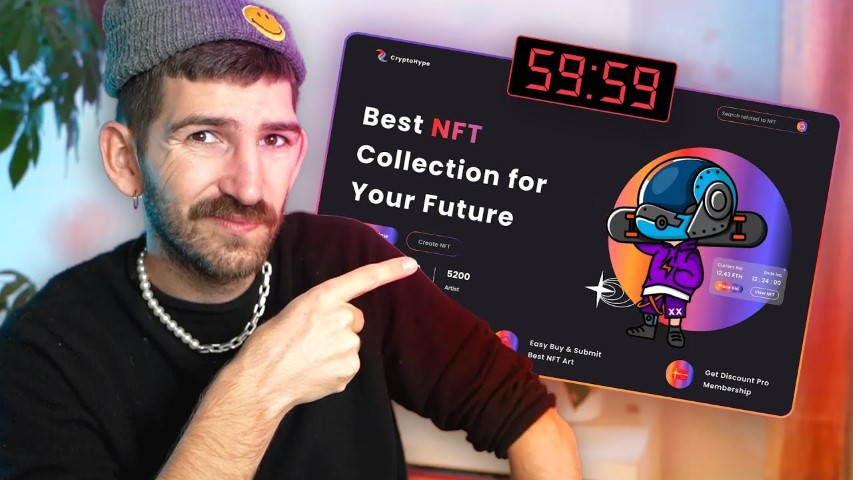 CryptoHype
59:59
Search related to NFT
Best NFT
Collection for
Your Future
Create NFT
5200
Artist
Current Bid
12,43 ETH
12 : 24 : 00
Place Bid
View NFT
XX
Easy Buy & Submit
Best NFT Art
Get Discount Pro
Membership